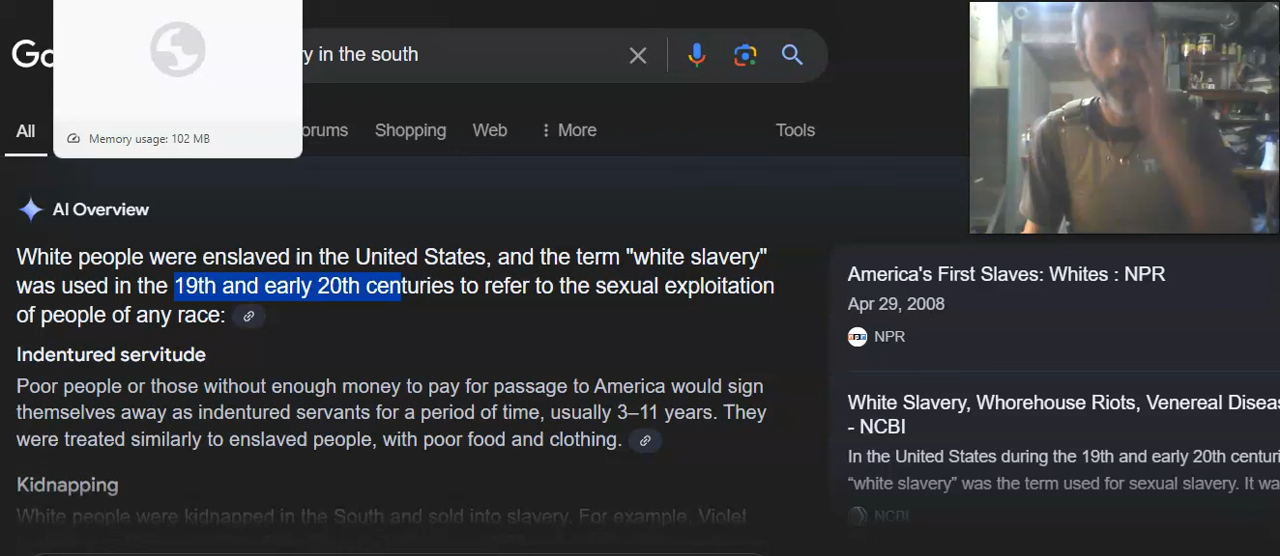 Go
y in the south
Memory usage: 102 MB
All
orums
Shopping
Web
More
Tools
AI Overview
White people were enslaved in the United States, and the term "white slavery"
was used in the 19th and early 20th centuries to refer to the sexual exploitation
of people of any race:
Indentured servitude
Poor people or those without enough money to pay for passage to America would sign
themselves away as indentured servants for a period of time, usually 3–11 years. They
were treated similarly to enslaved people, with poor food and clothing.
Kidnapping
White people were kidnapped in the South and sold into slavery. For example, Violet
America's First Slaves: Whites : NPR
Apr 29, 2008
NPR
White Slavery, Whorehouse Riots, Venereal Diseas
- NCBI
In the United States during the 19th and early 20th centuri
“white slavery” was the term used for sexual slavery. It wa
NCBI